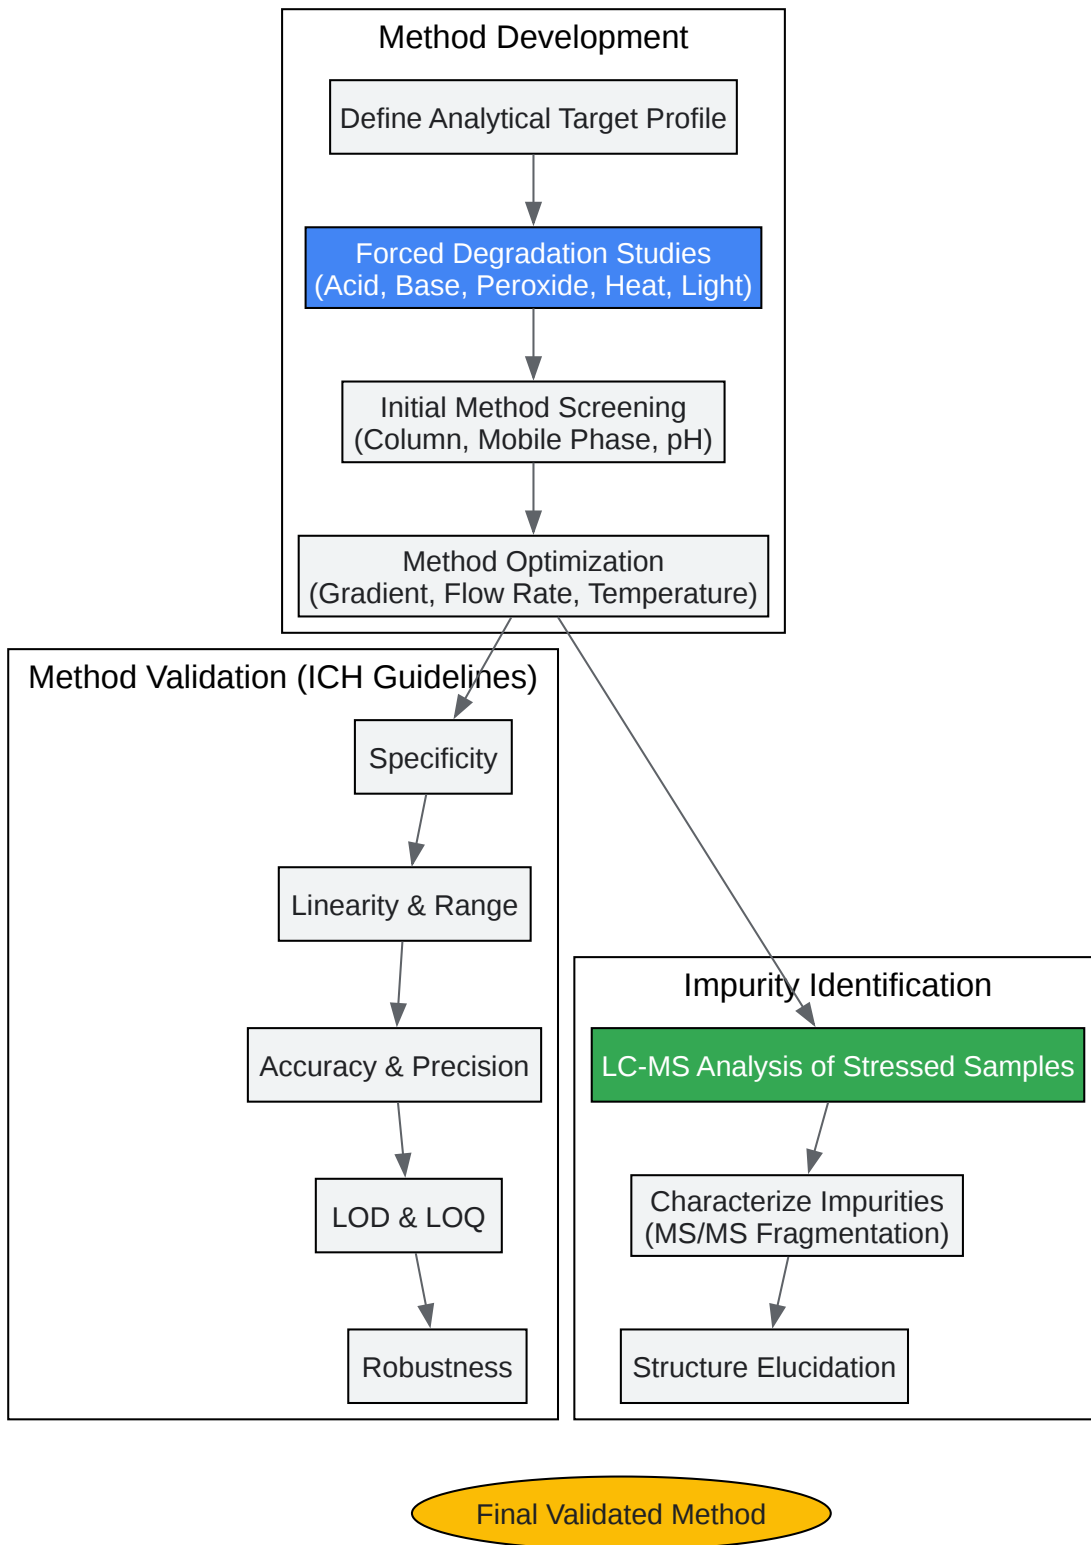 Method Development
Define Analytical Target Profile
Forced Degradation Studies
(Acid, Base, Peroxide, Heat, Light)
Initial Method Screening
(Column, Mobile Phase, pH)
Method Optimization
(Gradient, Flow Rate, Temperature)
Method Validation (ICH Guidelines)
Specificity
Linearity & Range
Accuracy & Precision
LOD & LOQ
Robustness
Impurity Identification
LC-MS Analysis of Stressed Samples
Characterize Impurities
(MS/MS Fragmentation)
Structure Elucidation
Final Validated Method